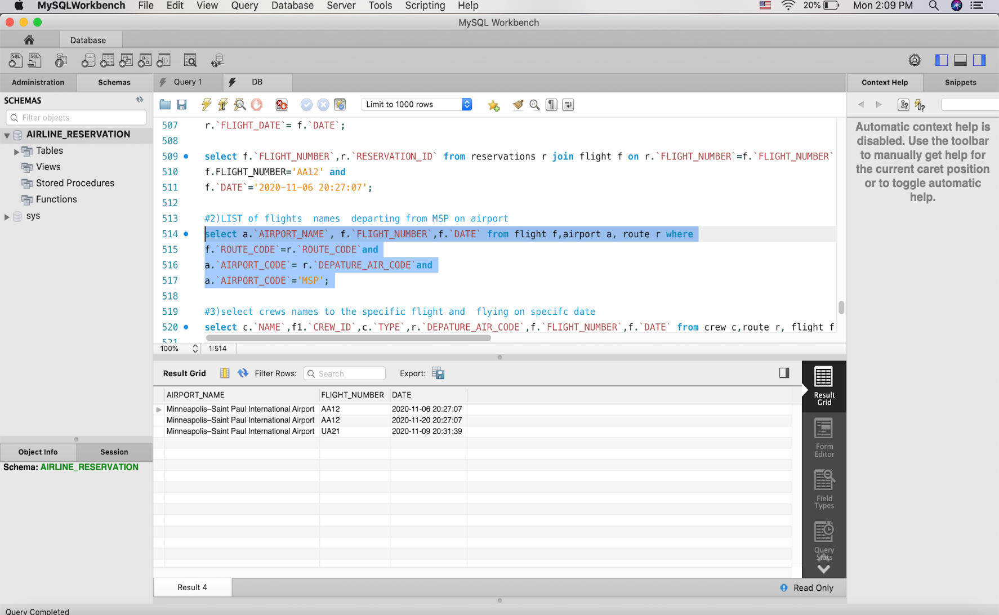 MySQLWorkbench File Edit View Query Database Server Tools Scripting Help 20% Mon 2:09 PM
MySQL Workbench
Database
Administration Schemas Query 1 DB Context Help Snippets
SCHEMAS Limit to 1000 rows
Filter objects
AIRLINE_RESERVATION
Tables
Views
Stored Procedures
Functions
sys
507 r.`FLIGHT_DATE`= f.`DATE`;
508
509 select f.`FLIGHT_NUMBER`,r.`RESERVATION_ID` from reservations r join flight f on r.`FLIGHT_NUMBER`=f.`FLIGHT_NUMBER`
510 f.FLIGHT_NUMBER='AA12' and
511 f.`DATE`='2020-11-06 20:27:07';
512
513 #2)LIST of flights names departing from MSP on airport
514 select a.`AIRPORT_NAME`, f.`FLIGHT_NUMBER`,f.`DATE` from flight f,airport a, route r where
515 f.`ROUTE_CODE`=r.`ROUTE_CODE`and
516 a.`AIRPORT_CODE`= r.`DEPATURE_AIR_CODE`and
517 a.`AIRPORT_CODE`='MSP';
518
519 #3)select crews names to the specific flight and flying on specifc date
520 select c.`NAME`,f1.`CREW_ID`,c.`TYPE`,r.`DEPATURE_AIR_CODE`,f.`FLIGHT_NUMBER`,f.`DATE` from crew c,route r, flight f
521
100% 1:514
Automatic context help is
disabled. Use the toolbar
to manually get help for
the current caret position
or to toggle automatic
help.
Result Grid Filter Rows: Search Export:
AIRPORT_NAME FLIGHT_NUMBER DATE
Minneapolis–Saint Paul International Airport AA12 2020-11-06 20:27:07
Minneapolis–Saint Paul International Airport AA12 2020-11-20 20:27:07
Minneapolis–Saint Paul International Airport UA21 2020-11-09 20:31:39
Result
Grid
Form
Editor
Field
Types
Query
Stats
Object Info Session
Schema: AIRLINE_RESERVATION
Result 4 Read Only
Query Completed